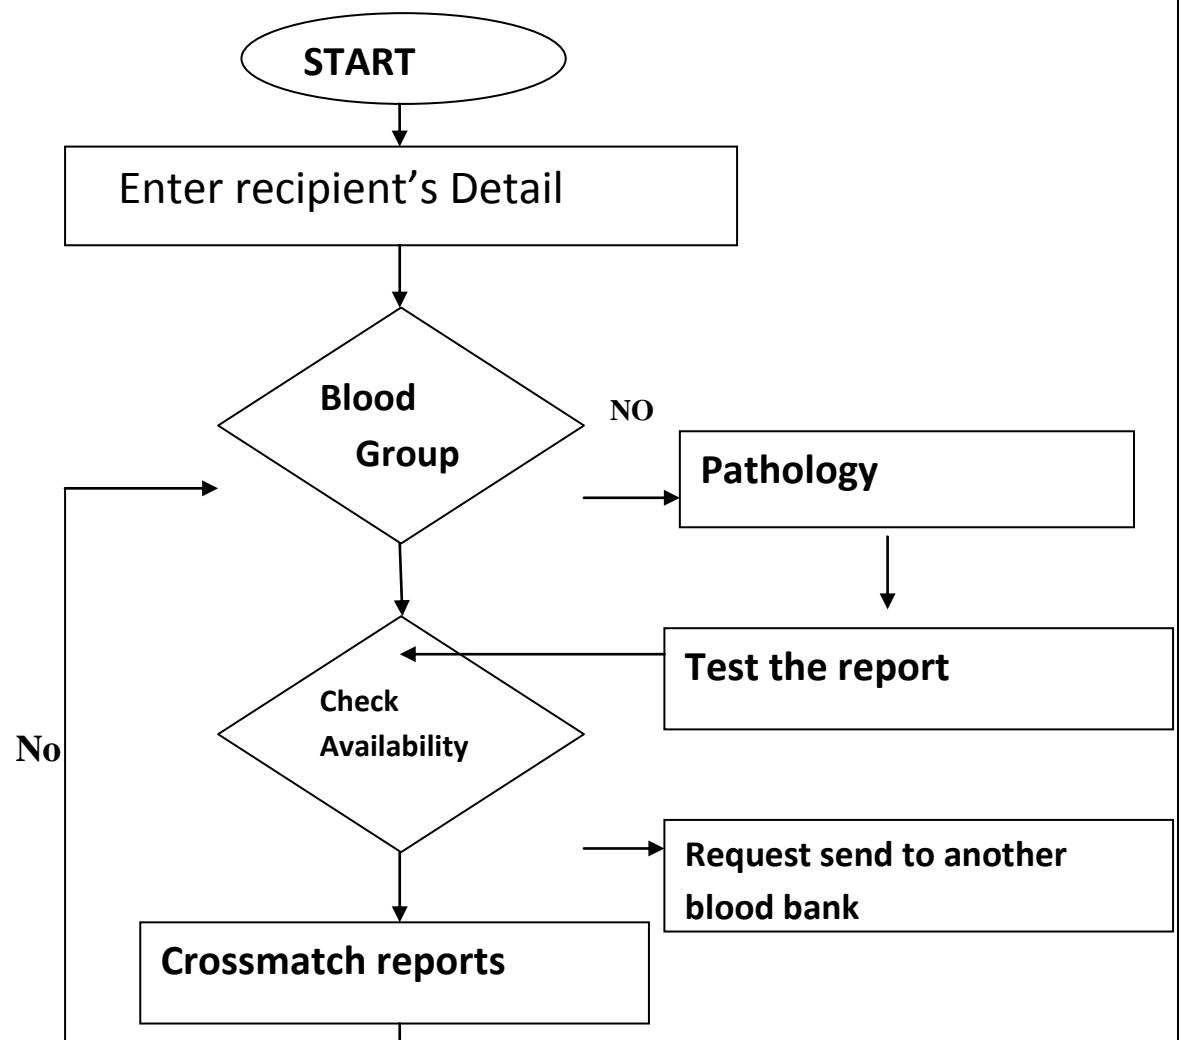 START
Enter recipient’s Detail
Blood
Group
NO
Pathology
Test the report
Check
Availability
No
Request send to another
blood bank
Crossmatch reports